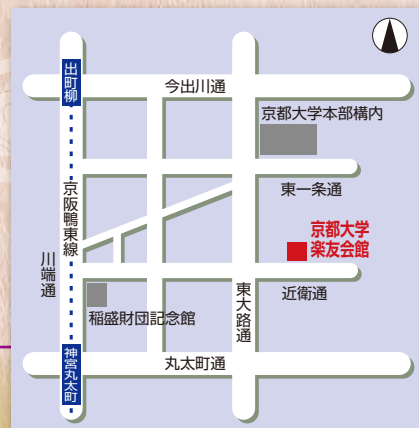 出町柳
今出川通
京都大学本部構内
東一条通
京阪鴨東線
川端通
京都大学
楽友会館
近衛通
稲盛財団記念館
東大路通
神宮丸太町
丸太町通